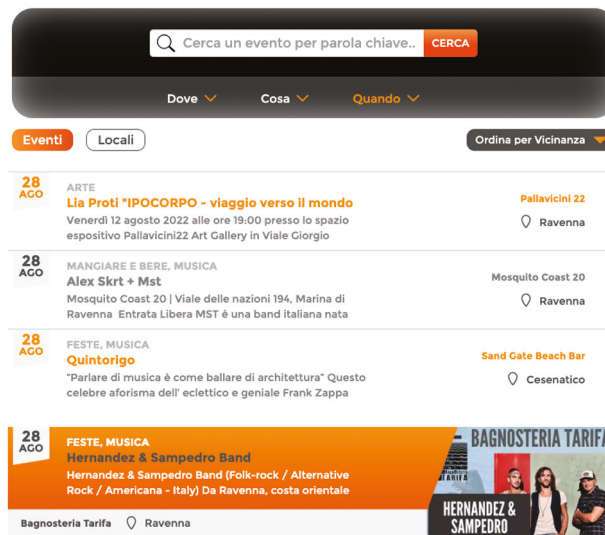 Cerca un evento per parola chiave..
CERCA
Dove
Cosa
Quando
Eventi
Locali
Ordina per Vicinanza
28
AGO
ARTE
Lia Proti "IPOCORPO - viaggio verso il mondo
Venerdì 12 agosto 2022 alle ore 19:00 presso lo spazio
espositivo Pallavicini22 Art Gallery in Viale Giorgio
Pallavicini 22
Ravenna
28
AGO
MANGIARE E BERE, MUSICA
Alex Skrt + Mst
Mosquito Coast 20 | Viale delle nazioni 194, Marina di
Ravenna Entrata Libera MST è una band italiana nata
Mosquito Coast 20
Ravenna
28
AGO
FESTE, MUSICA
Quintorigo
"Parlare di musica è come ballare di architettura" Questo
celebre aforisma dell' eclettico e geniale Frank Zappa
Sand Gate Beach Bar
Cesenatico
28
AGO
FESTE, MUSICA
Hernandez & Sampedro Band
Hernandez & Sampedro Band (Folk-rock / Alternative
Rock / Americana - Italy) Da Ravenna, costa orientale
BAGNOSTERIA TARIFA
HERNANDEZ &
SAMPEDRO
Bagnosteria Tarifa
Ravenna